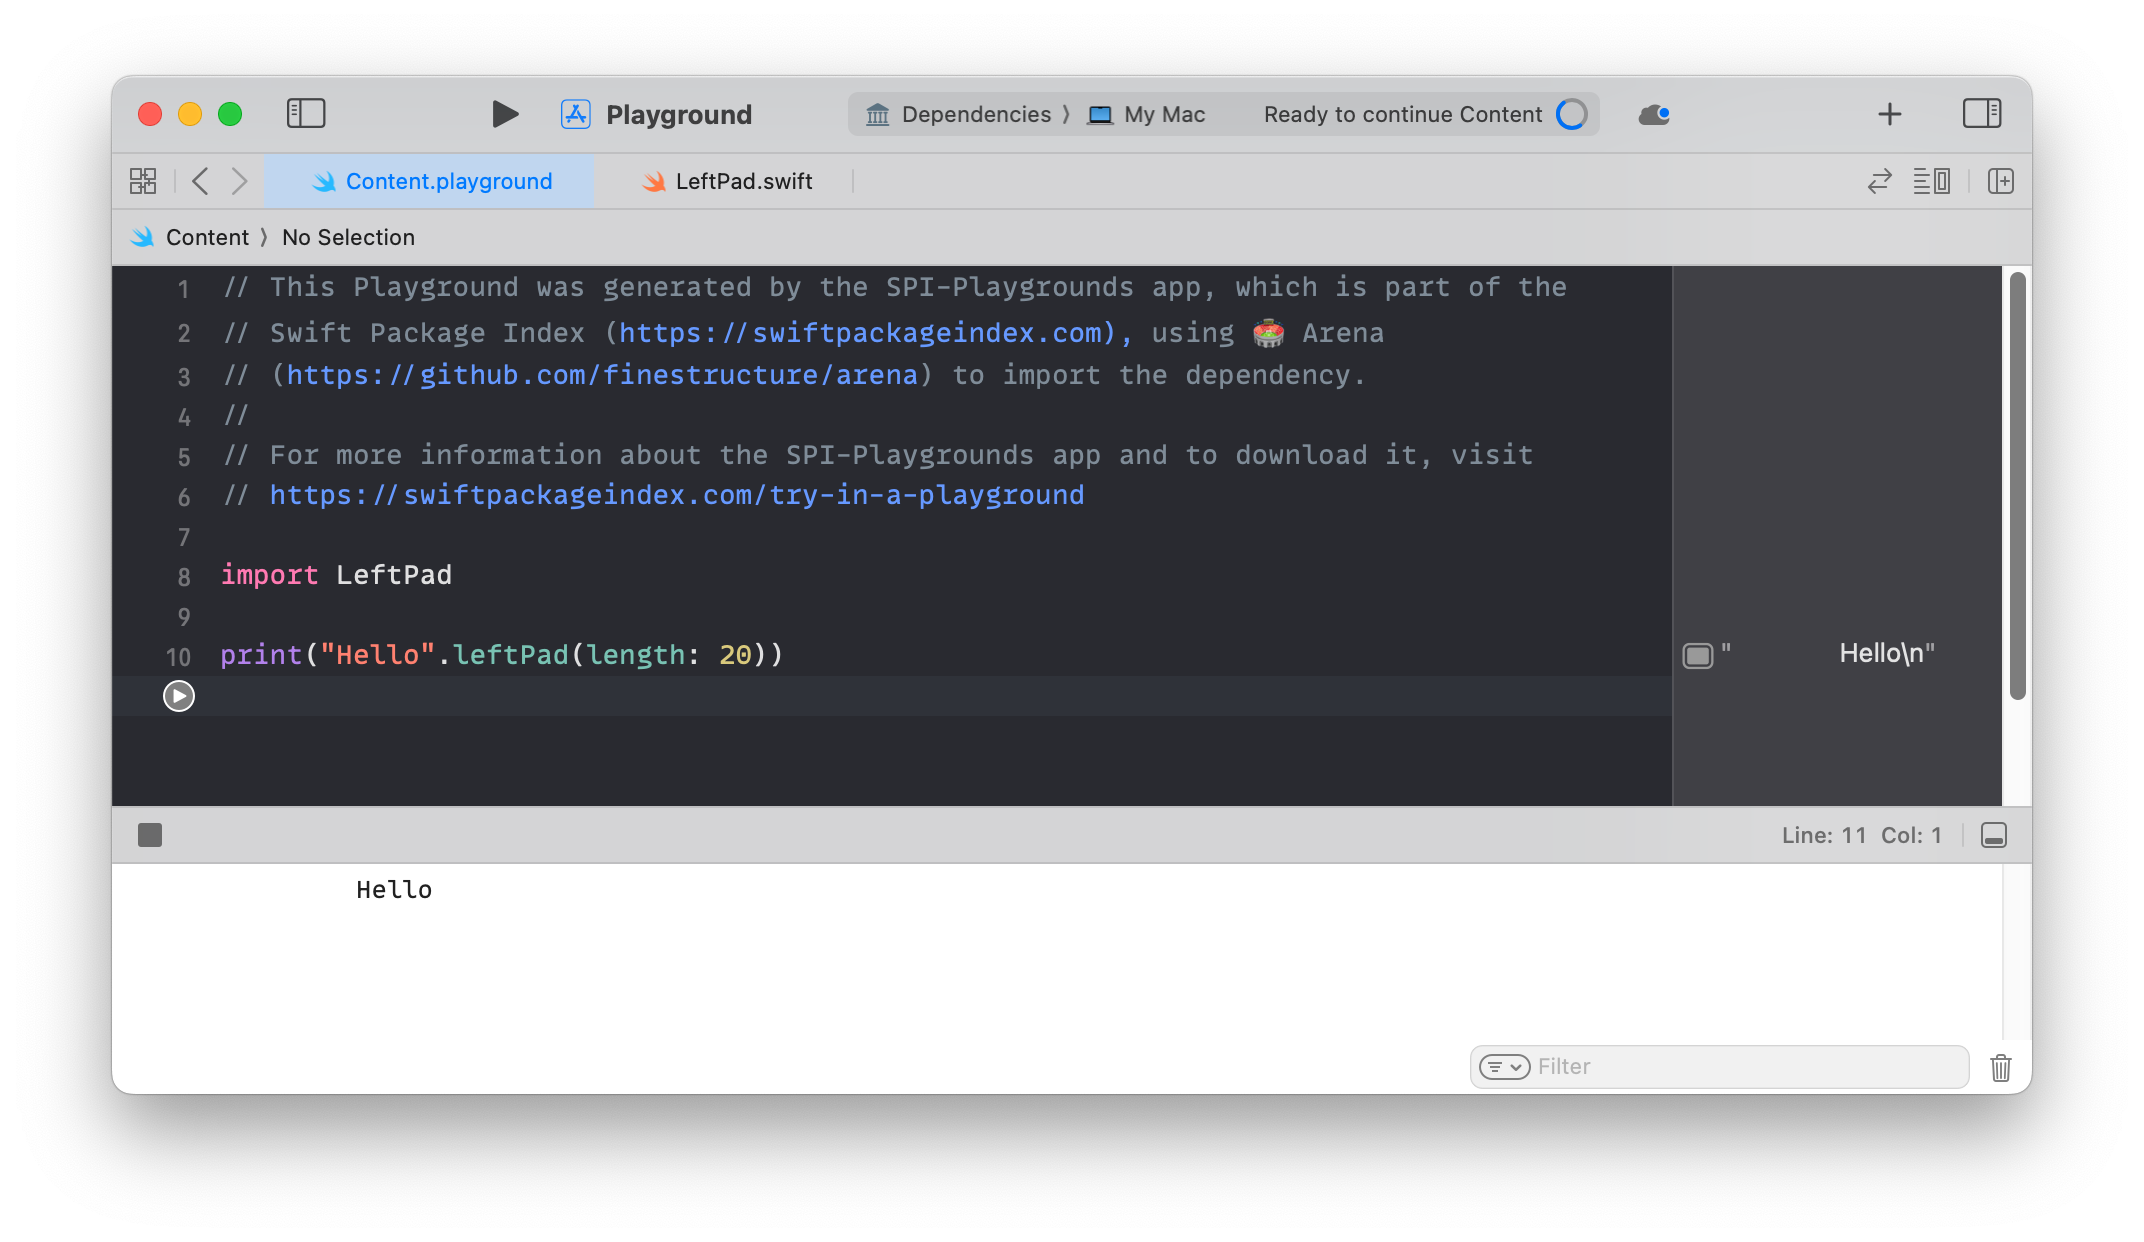 Playground
Dependencies 〉 My Mac Ready to continue Content
Content.playground
LeftPad.swift
Content 〉 No Selection
1 // This Playground was generated by the SPI-Playgrounds app, which is part of the
2 // Swift Package Index (https://swiftpackageindex.com), using 🏟 Arena
3 // (https://github.com/finestructure/arena) to import the dependency.
4 //
5 // For more information about the SPI-Playgrounds app and to download it, visit
6 // https://swiftpackageindex.com/try-in-a-playground
7
8 import LeftPad
9
10 print("Hello".leftPad(length: 20))
"               Hello\n"
Line: 11 Col: 1
Hello
Filter